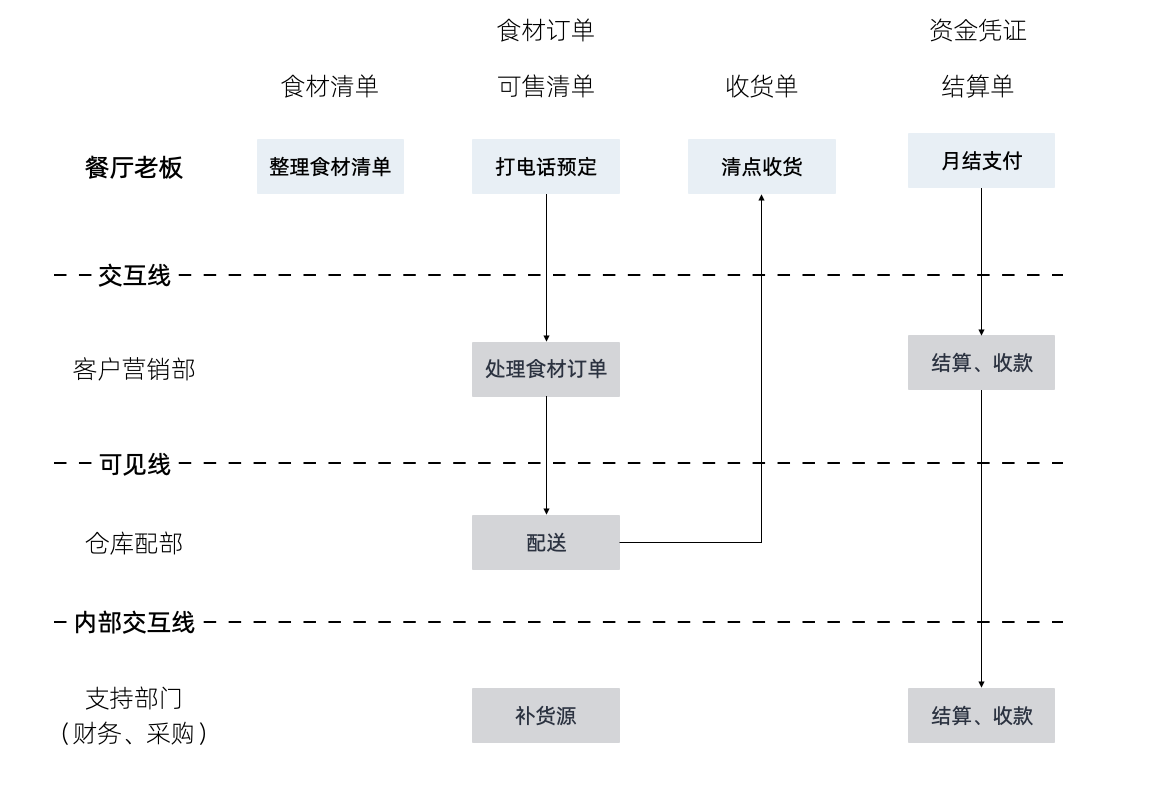 食材订单
资金凭证
食材清单
可售清单
收货单
结算单
餐厅老板
整理食材清单
打电话预定
清点收货
月结支付
交互线
客户营销部
处理食材订单
结算、收款
可见线
仓库配部
配送
内部交互线
支持部门
（财务、采购）
补货源
结算、收款